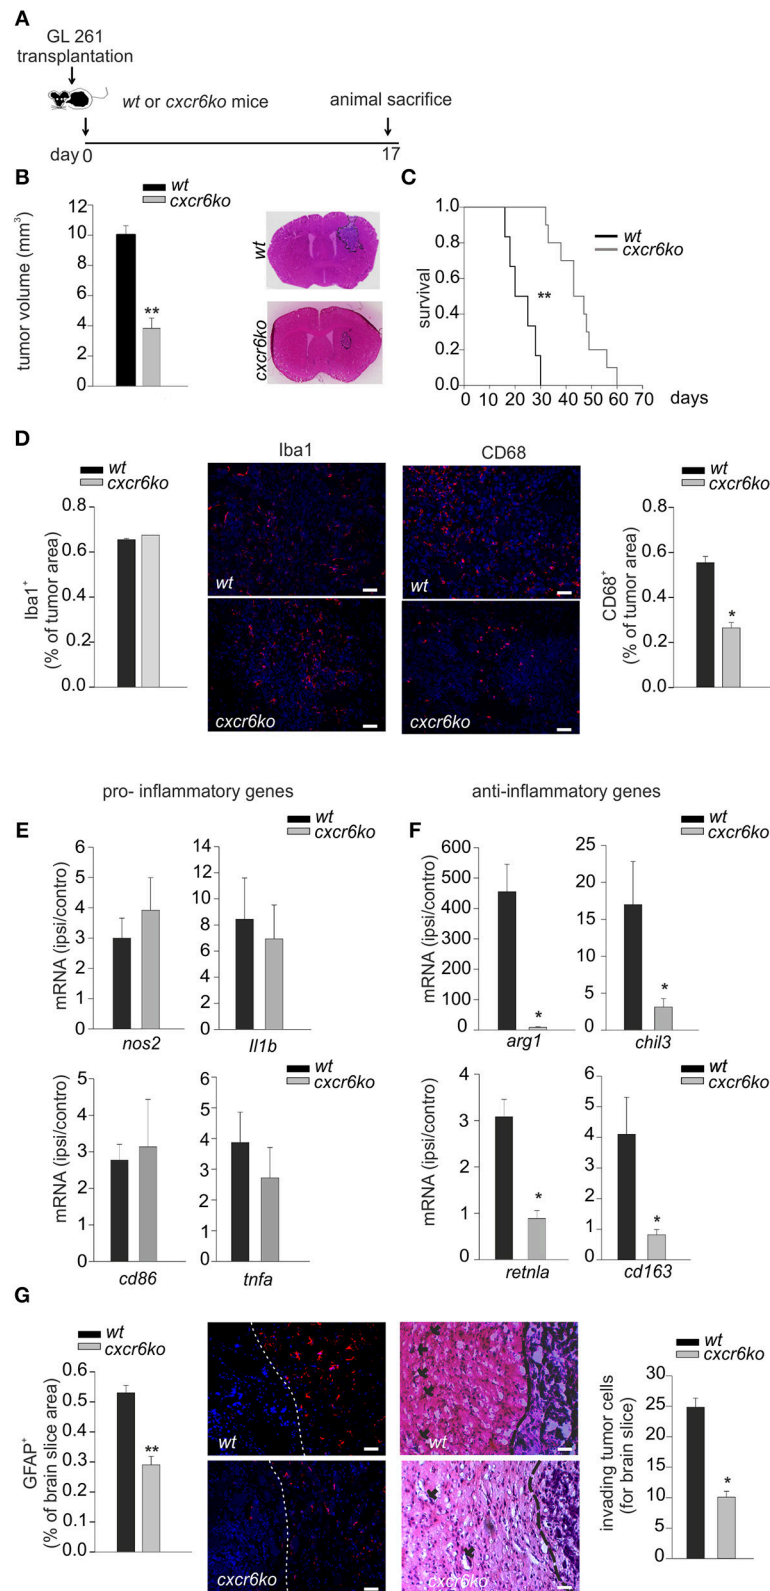 A
GL 261
transplantation
wt or cxcr6ko mice
animal sacrifice
day 0
17
B
wt
cxcr6ko
12
10
8
6
4
2
0
tumor volume (mm³)
**
wt
cxcr6ko
C
1.0
0.8
0.6
0.4
0.2
0.0
survival
**
wt
cxcr6ko
0 10 20 30 40 50 60 70 days
D
wt
cxcr6ko
0.8
0.6
0.4
0.2
0.0
Iba1⁺
(% of tumor area)
Iba1
CD68
wt
wt
cxcr6ko
cxcr6ko
wt
cxcr6ko
0.8
0.6
0.4
0.2
0.0
CD68⁺
(% of tumor area)
*
pro- inflammatory genes
anti-inflammatory genes
E
wt
cxcr6ko
mRNA (ipsi/contro)
6
5
4
3
2
1
0
nos2
14
12
10
8
6
4
2
0
Il1b
wt
cxcr6ko
mRNA (ipsi/contro)
5
4
3
2
1
0
cd86
6
5
4
3
2
1
0
tnfa
F
wt
cxcr6ko
mRNA (ipsi/contro)
600
500
400
300
200
100
0
*
arg1
25
20
15
10
5
0
*
chil3
wt
cxcr6ko
mRNA (ipsi/contro)
4
3
2
1
0
*
retnla
6
5
4
3
2
1
0
*
cd163
G
wt
cxcr6ko
0.6
0.5
0.4
0.3
0.2
0.1
0.0
GFAP⁺
(% of brain slice area)
**
wt
wt
cxcr6ko
cxcr6ko
wt
cxcr6ko
30
25
20
15
10
5
0
invading tumor cells
(for brain slice)
*